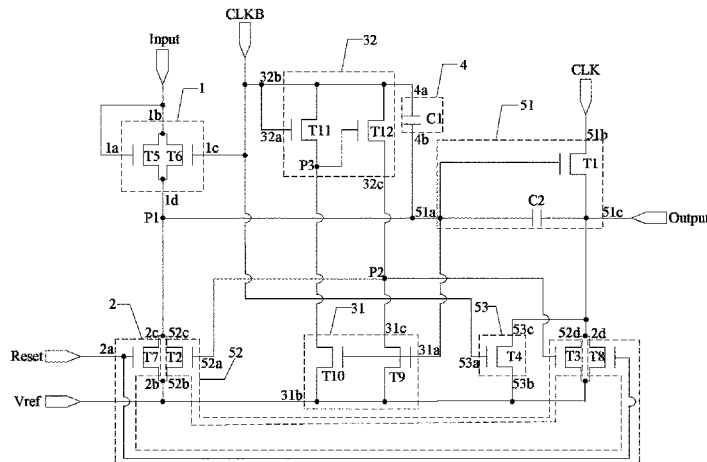 Input
CLKB
32
4
CLK
1
32b
4a
51
1b
C1
51b
1a
T5
T6
1c
32a
T11
T12
4b
T1
P3
1d
32c
C2
P1
51a
51c
Output
P2
2
2c
52c
31
31c
53
53c
52d
2d
Reset
2a
T7
T2
52a
52
T10
T9
31a
53a
T4
T3
T8
2b
52b
53b
Vref
31b